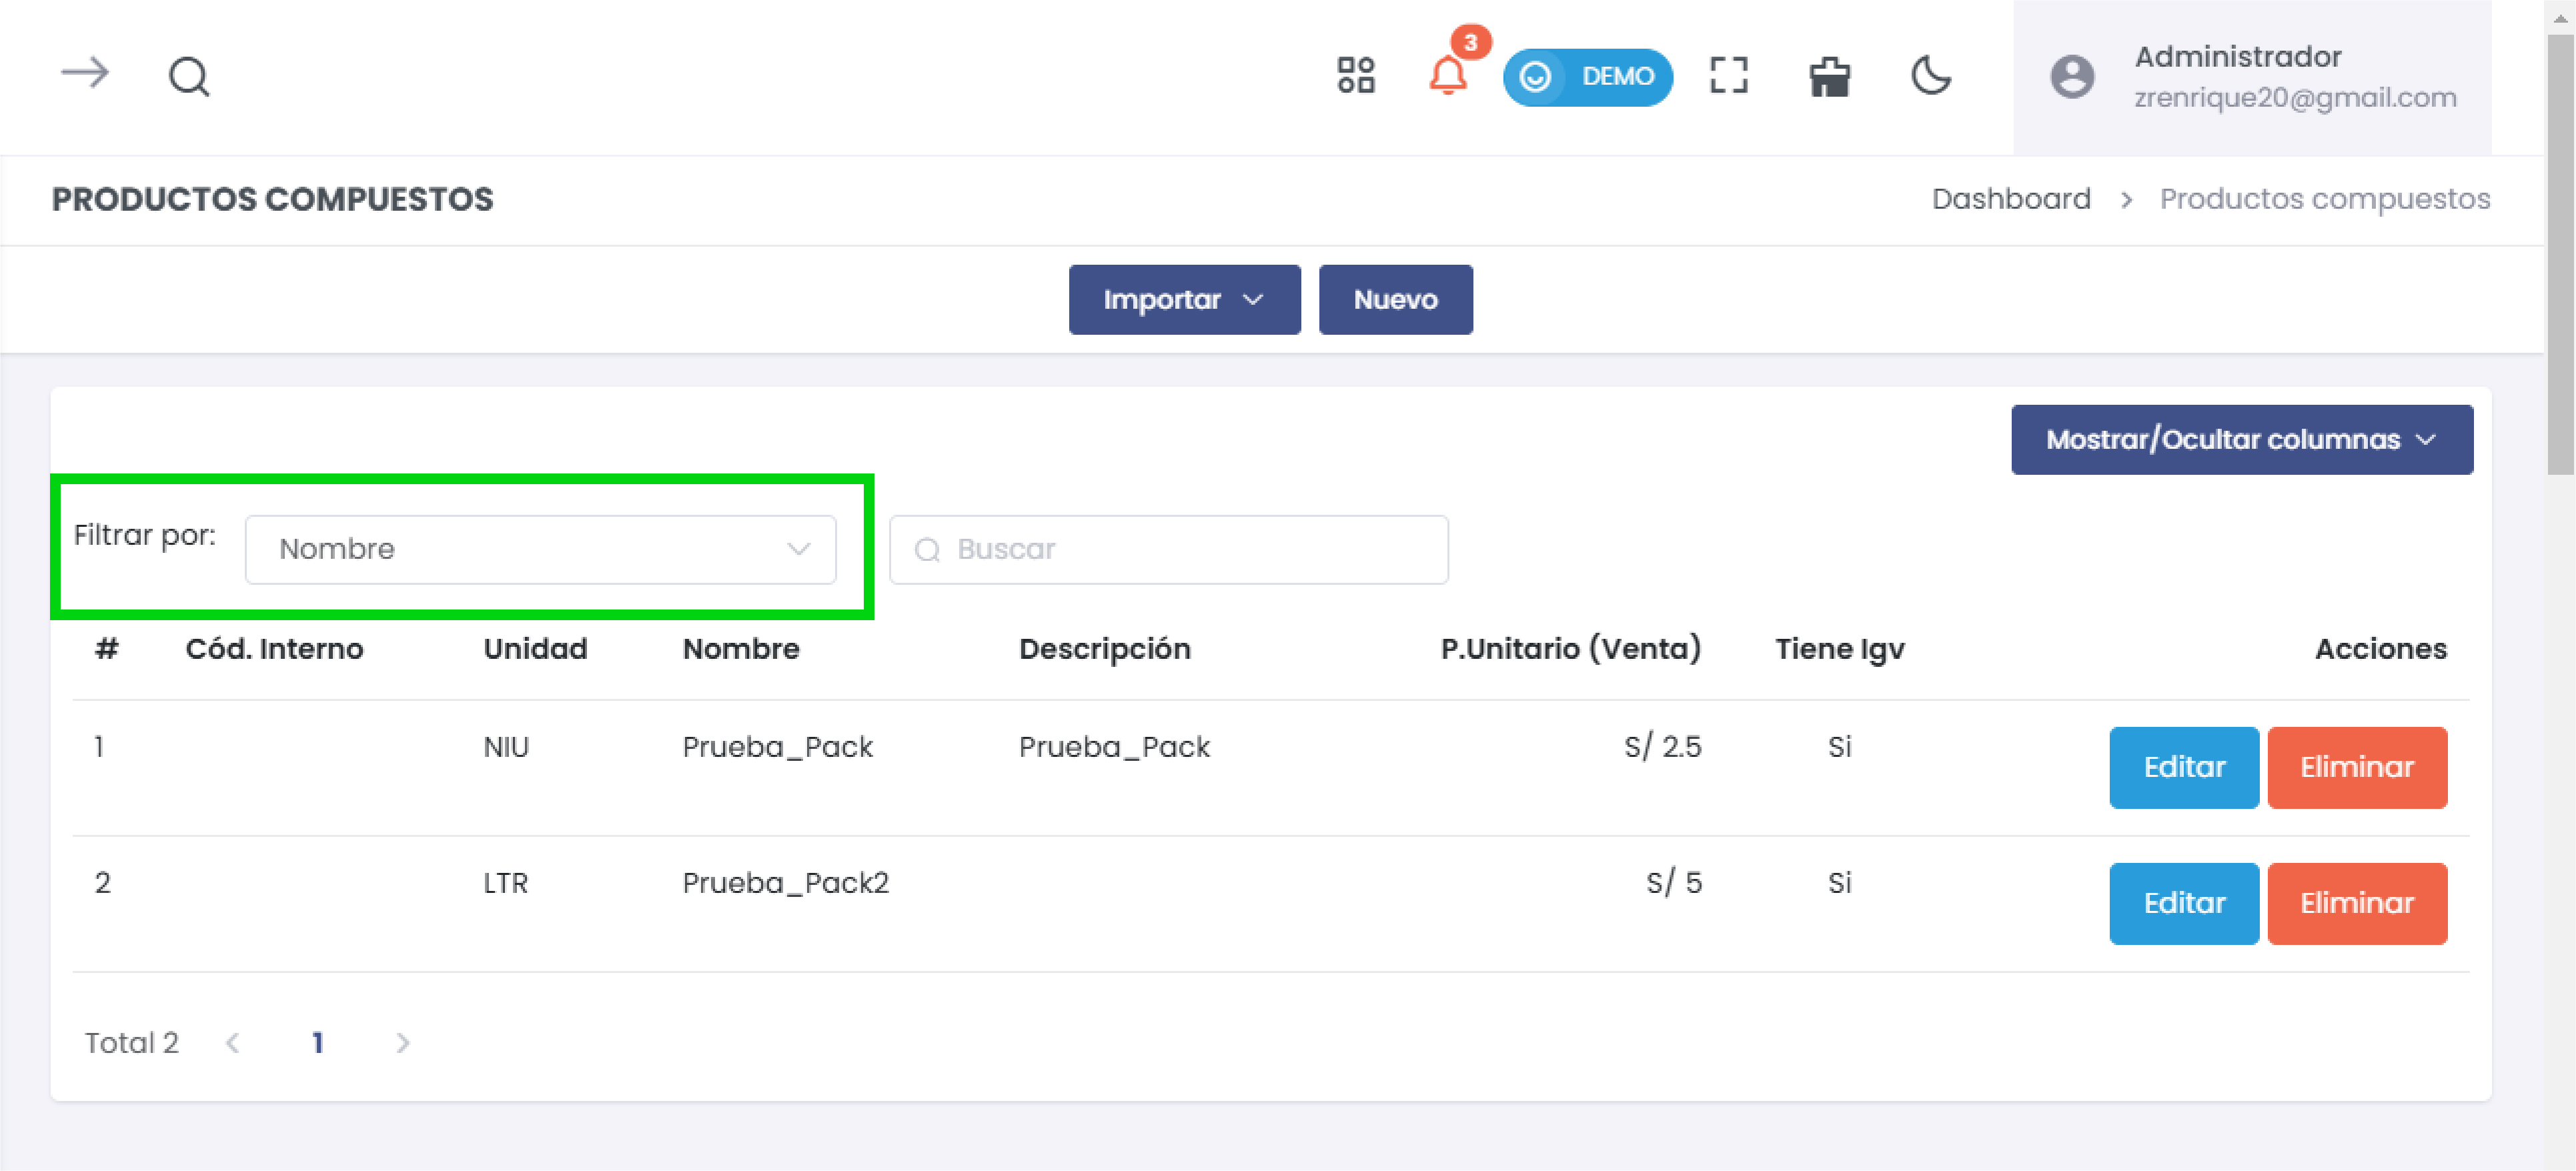 3
DEMO
Administrador
zrenrique20@gmail.com
PRODUCTOS COMPUESTOS
Dashboard > Productos compuestos
Importar
Nuevo
Mostrar/Ocultar columnas
Filtrar por:
Nombre
Buscar
# Cód. Interno Unidad Nombre Descripción P.Unitario (Venta) Tiene Igv Acciones
1 NIU Prueba_Pack Prueba_Pack S/ 2.5 Si Editar Eliminar
2 LTR Prueba_Pack2 S/ 5 Si Editar Eliminar
Total 2 < 1 >